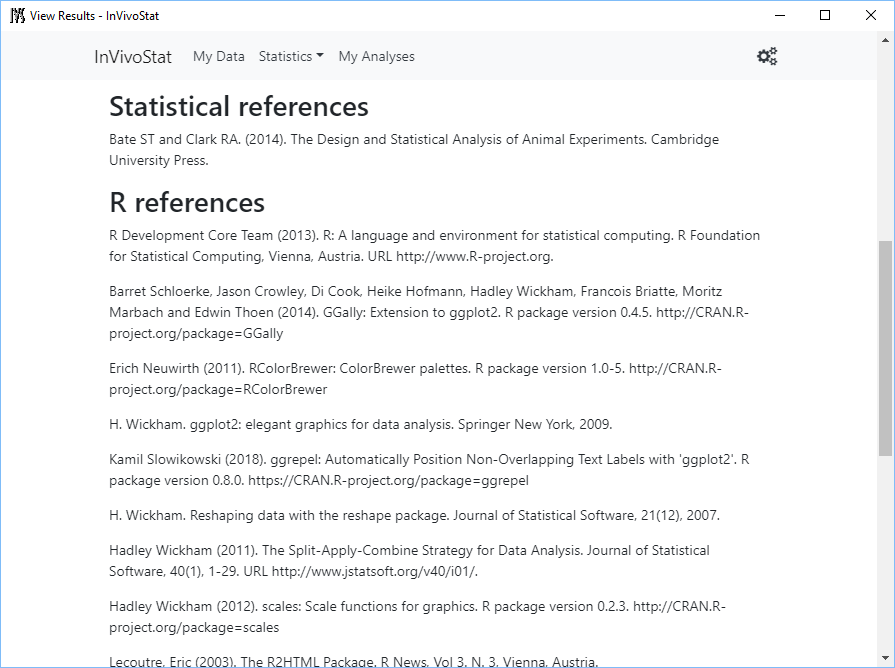 View Results - InVivoStat
InVivoStat My Data Statistics My Analyses
Statistical references
Bate ST and Clark RA. (2014). The Design and Statistical Analysis of Animal Experiments. Cambridge
University Press.
R references
R Development Core Team (2013). R: A language and environment for statistical computing. R Foundation
for Statistical Computing, Vienna, Austria. URL http://www.R-project.org.
Barret Schloerke, Jason Crowley, Di Cook, Heike Hofmann, Hadley Wickham, Francois Briatte, Moritz
Marbach and Edwin Thoen (2014). GGally: Extension to ggplot2. R package version 0.4.5. http://CRAN.R-
project.org/package=GGally
Erich Neuwirth (2011). RColorBrewer: ColorBrewer palettes. R package version 1.0-5. http://CRAN.R-
project.org/package=RColorBrewer
H. Wickham. ggplot2: elegant graphics for data analysis. Springer New York, 2009.
Kamil Slowikowski (2018). ggrepel: Automatically Position Non-Overlapping Text Labels with 'ggplot2'. R
package version 0.8.0. https://CRAN.R-project.org/package=ggrepel
H. Wickham. Reshaping data with the reshape package. Journal of Statistical Software, 21(12), 2007.
Hadley Wickham (2011). The Split-Apply-Combine Strategy for Data Analysis. Journal of Statistical
Software, 40(1), 1-29. URL http://www.jstatsoft.org/v40/i01/.
Hadley Wickham (2012). scales: Scale functions for graphics. R package version 0.2.3. http://CRAN.R-
project.org/package=scales
Lecoutre, Eric (2003). The R2HTML Package. R News, Vol 3. N. 3, Vienna, Austria.